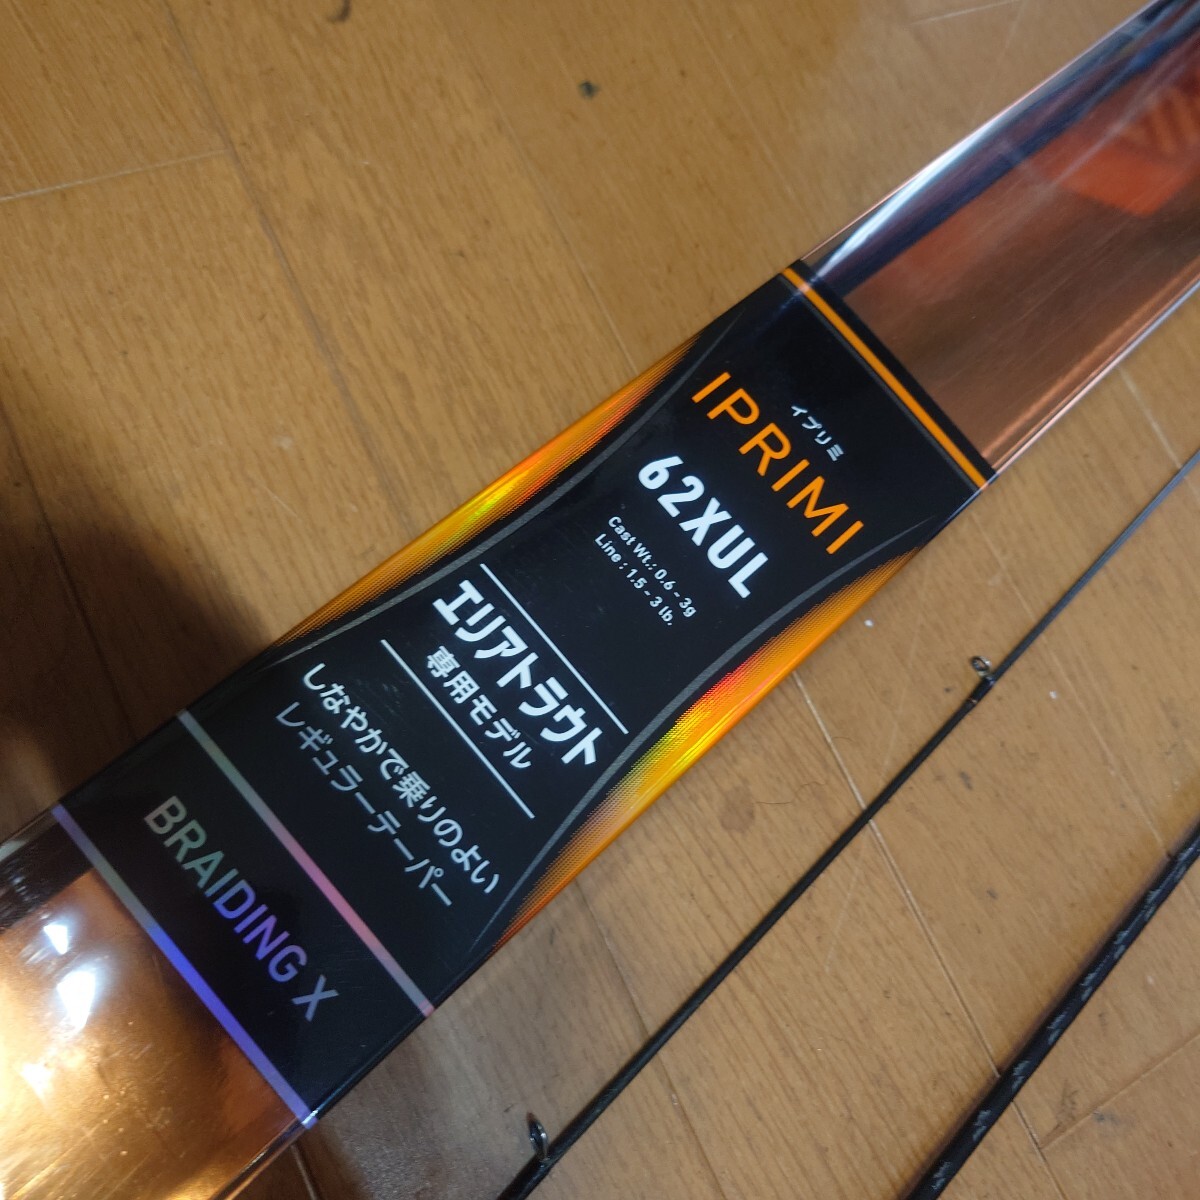 イプリミ
IPRIMI
62XUL
Cast Wt.: 0.6 - 3g
Line : 1.5 - 3 lb.
エリアトラウト
専用モデル
しなやかで乗りのよい
レギュラーテーパー
BRAIDING X